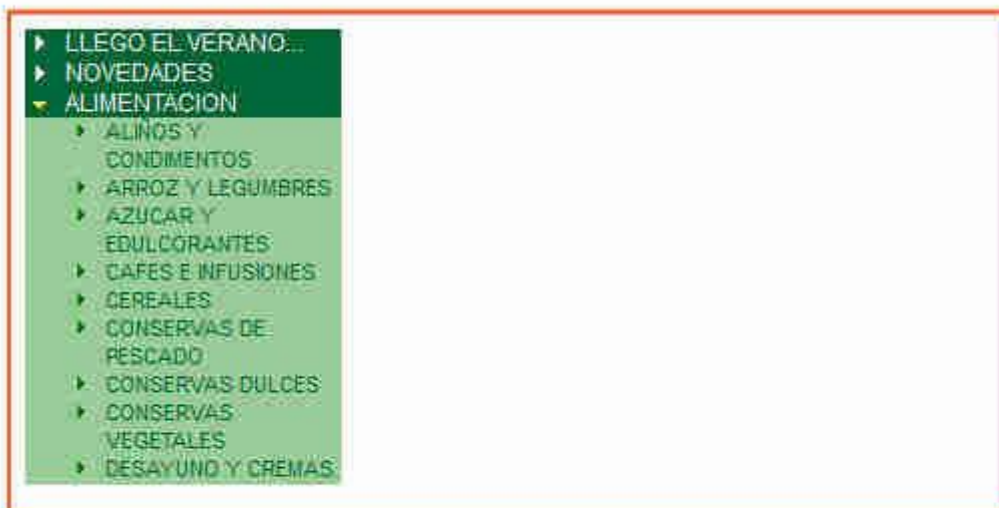 LLEGO EL VERANO...
NOVEDADES
ALIMENTACION
ALIÑOS Y
CONDIMENTOS
ARROZ Y LEGUMBRES
AZUCAR Y
EDULCORANTES
CAFES E INFUSIONES
CEREALES
CONSERVAS DE
PESCADO
CONSERVAS DULCES
CONSERVAS
VEGETALES
DESAYUNO Y CREMAS